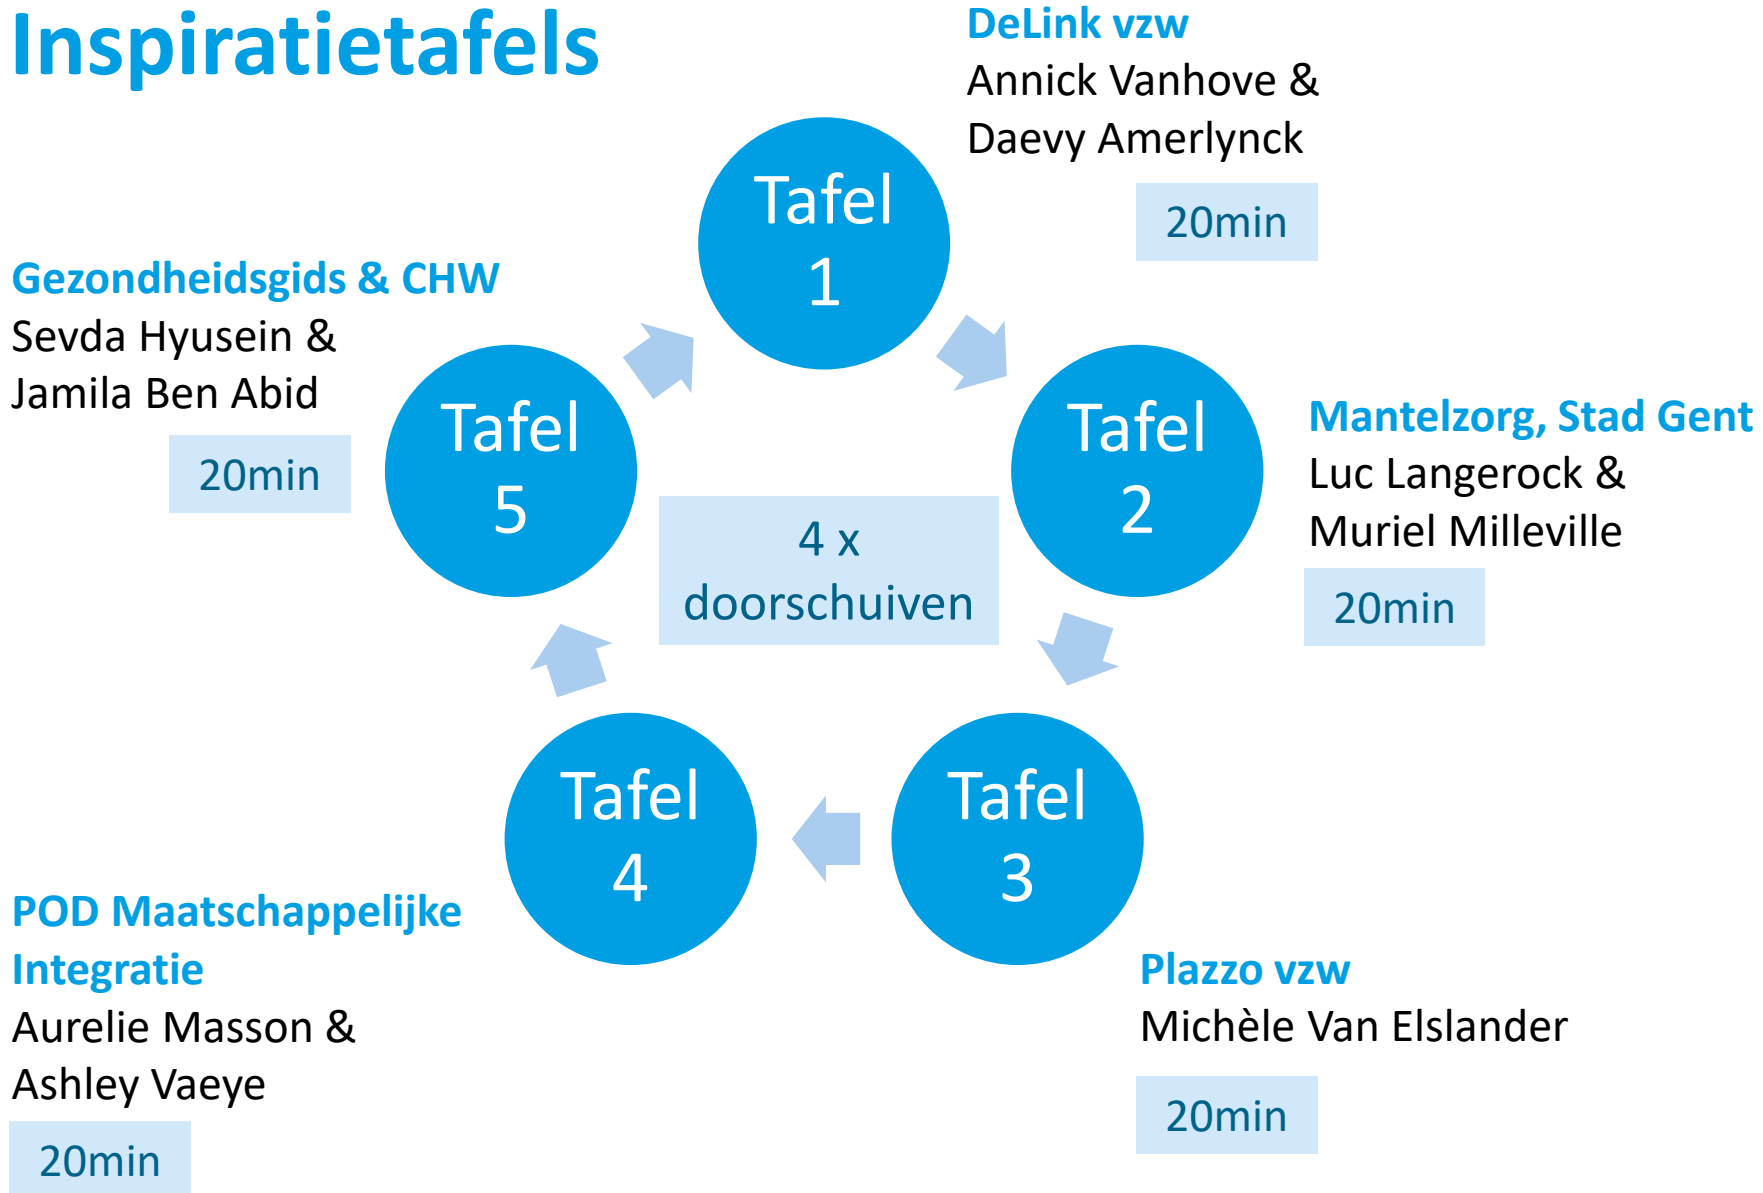 Inspiratietafels
DeLink vzw
Annick Vanhove &
Daevy Amerlynck
20min
Tafel
1
Mantelzorg, Stad Gent
Luc Langerock &
Muriel Milleville
20min
Tafel
2
Plazzo vzw
Michèle Van Elslander
20min
Tafel
3
POD Maatschappelijke
Integratie
Aurelie Masson &
Ashley Vaeye
20min
Tafel
4
Gezondheidsgids & CHW
Sevda Hyusein &
Jamila Ben Abid
20min
Tafel
5
4 x
doorschuiven